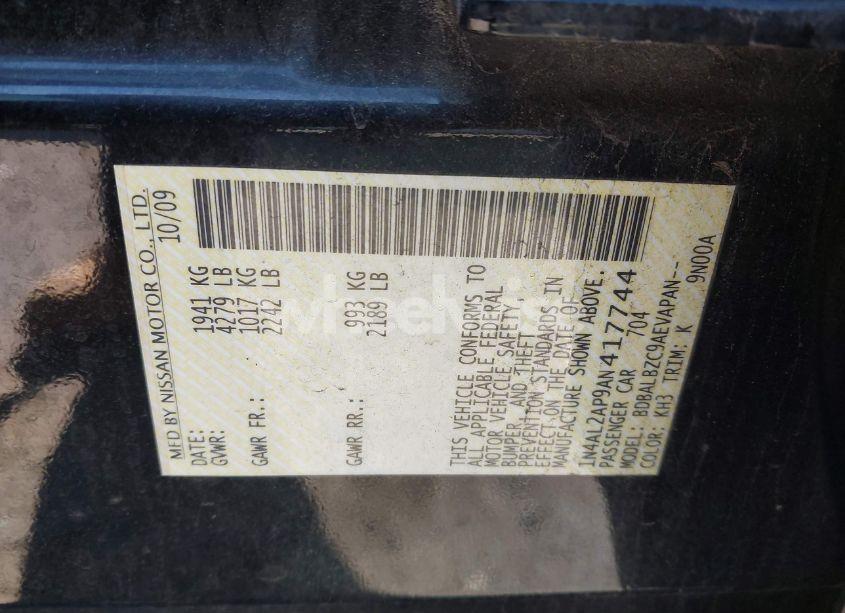 MFD BY NISSAN MOTOR CO., LTD.
DATE: 10/09
GVWR: 1941 KG
4279 LB
GAWR FR.: 1017 KG
2242 LB
GAWR RR.: 993 KG
2189 LB
THIS VEHICLE CONFORMS TO
ALL APPLICABLE FEDERAL
MOTOR VEHICLE SAFETY,
BUMPER, AND THEFT
PREVENTION STANDARDS IN
EFFECT ON THE DATE OF
MANUFACTURE SHOWN ABOVE.
1N4AL2AP9AN417744
PASSENGER CAR 704
MODEL: BDBALBZC9AEVAPAN--
COLOR: KH3 TRIM: K 9N00A